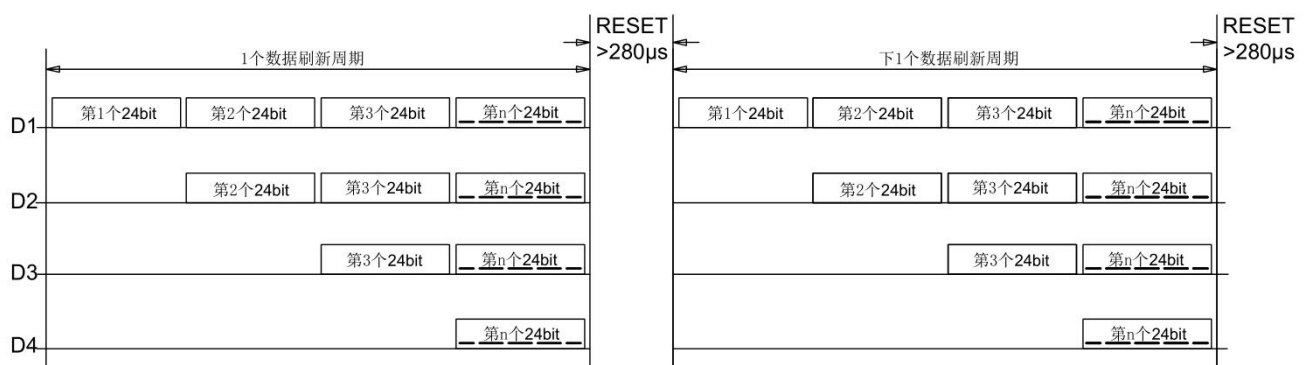 RESET RESET
>280μs >280μs
1个数据刷新周期 下1个数据刷新周期
D1 第1个24bit 第2个24bit 第3个24bit 第n个24bit 第1个24bit 第2个24bit 第3个24bit 第n个24bit
D2 第2个24bit 第3个24bit 第n个24bit 第2个24bit 第3个24bit 第n个24bit
D3 第3个24bit 第n个24bit 第3个24bit 第n个24bit
D4 第n个24bit 第n个24bit